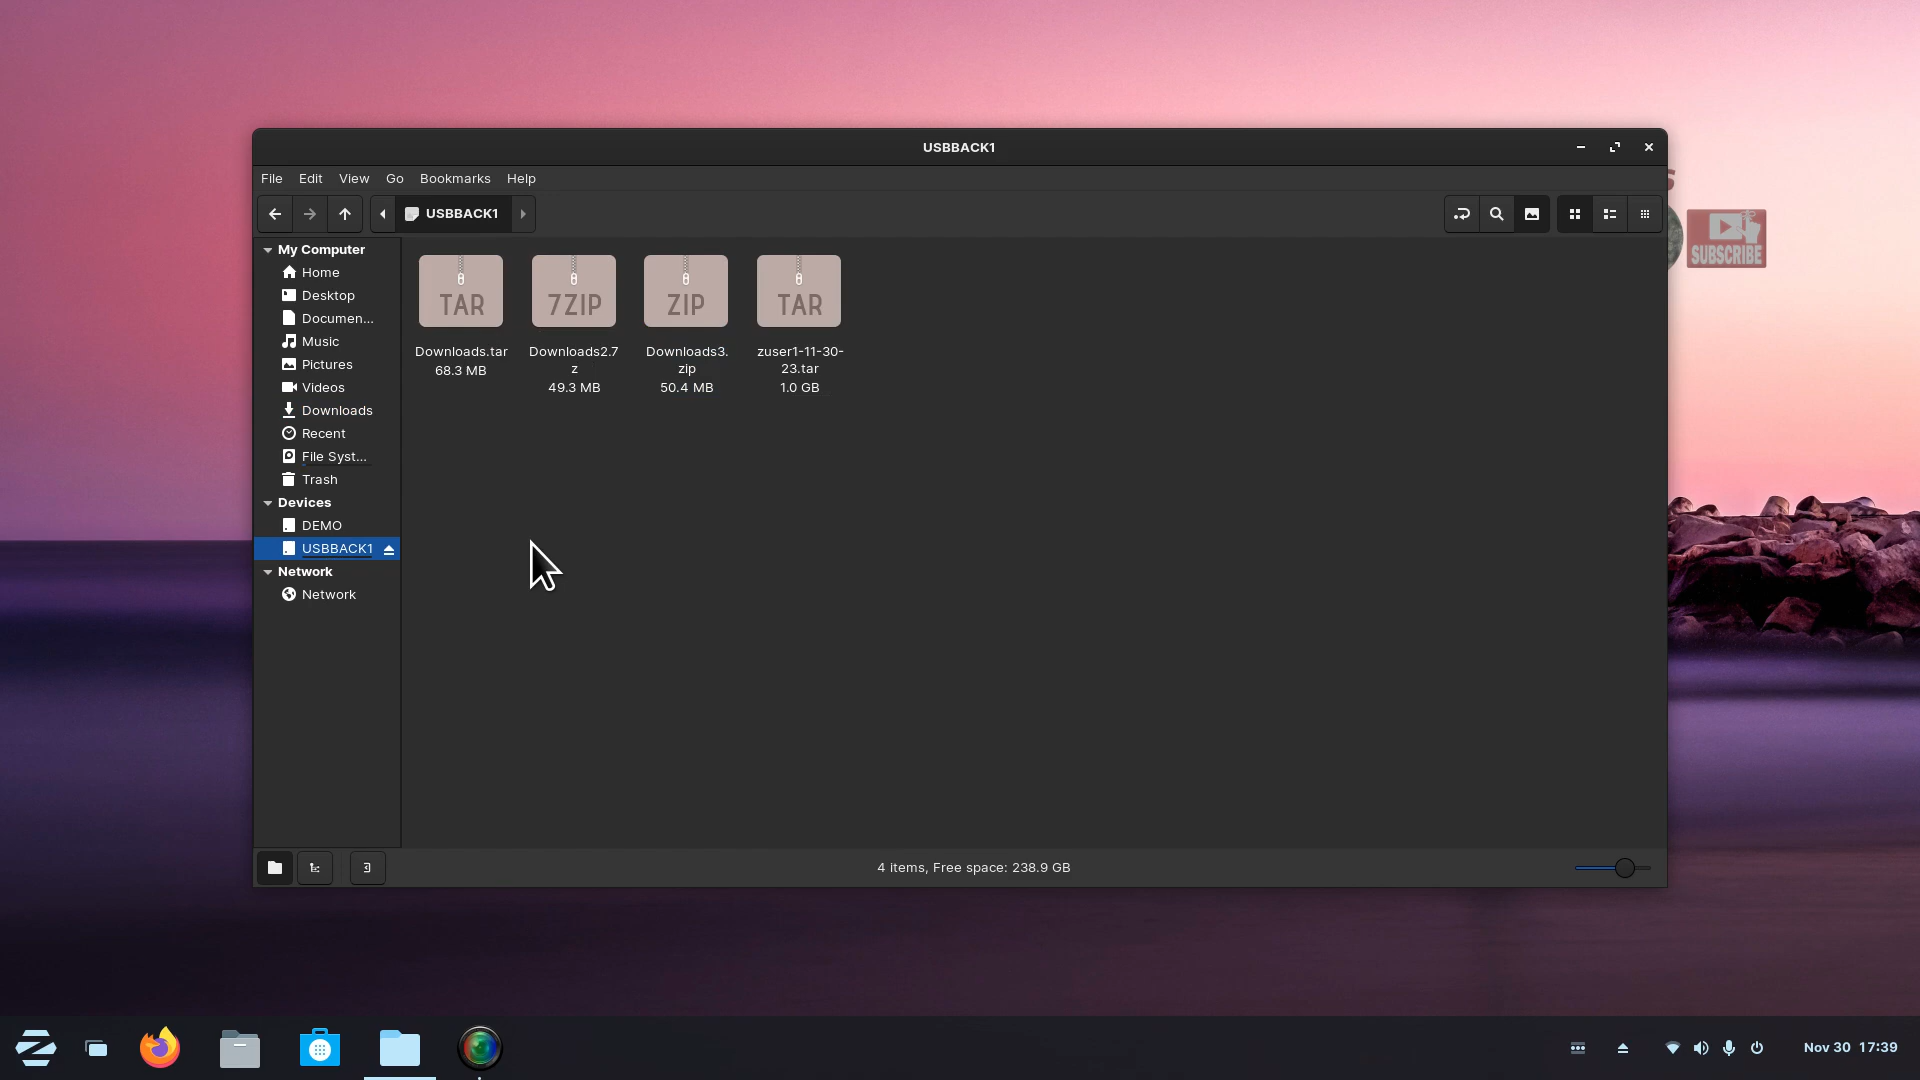 USBBACK1
File Edit View Go Bookmarks Help
USBBACK1
My Computer
Home
Desktop
Documen...
Music
Pictures
Videos
Downloads
Recent
File Syst...
Trash
Devices
DEMO
USBBACK1
Network
Network
TAR
Downloads.tar
68.3 MB
7ZIP
Downloads2.7
z
49.3 MB
ZIP
Downloads3.
zip
50.4 MB
TAR
zuser1-11-30-
23.tar
1.0 GB
SUBSCRIBE
4 items, Free space: 238.9 GB
Nov 30 17:39